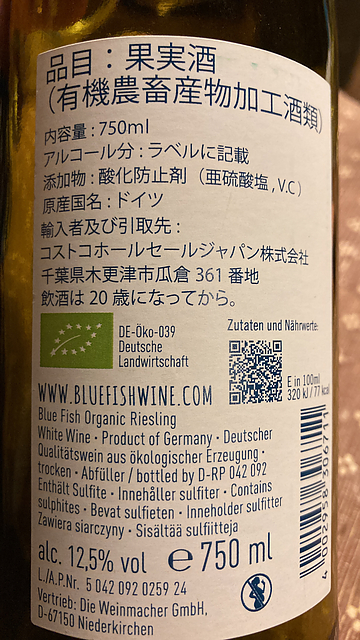 品目：果実酒
（有機農畜産物加工酒類）
内容量：750ml
アルコール分：ラベルに記載
添加物：酸化防止剤（亜硫酸塩，V.C）
原産国名：ドイツ
輸入者及び引取先：
コストコホールセールジャパン株式会社
千葉県木更津市瓜倉 361 番地
飲酒は 20 歳になってから。
DE-Öko-039
Deutsche
Landwirtschaft
Zutaten und Nährwerte:
E in 100ml
320 kJ / 77 kcal
WWW.BLUEFISHWINE.COM
Blue Fish Organic Riesling
White Wine · Product of Germany · Deutscher
Qualitätswein aus ökologischer Erzeugung ·
trocken · Abfüller / bottled by D-RP 042 092
Enthält Sulfite · Innehåller sulfiter · Contains
sulphites · Bevat sulfieten · Inneholder sulfitter
Zawiera siarczyny · Sisältää sulfiitteja
alc. 12,5% vol ℮ 750 ml
L./A.P.Nr. 5 042 092 0259 24
Vertrieb: Die Weinmacher GmbH,
D-67150 Niederkirchen
4 002958 306711